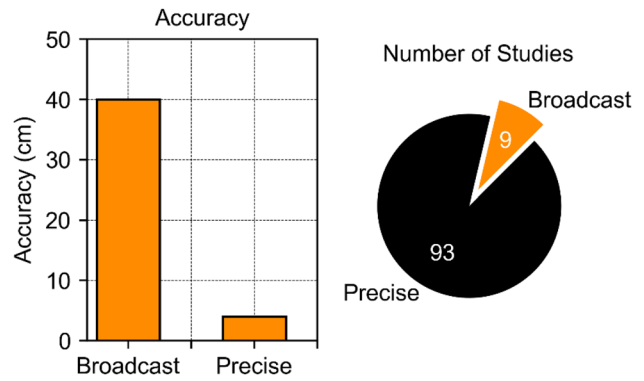 Accuracy
50
40
30
20
10
0
Accuracy (cm)
Broadcast
Precise
Number of Studies
Broadcast
9
93
Precise